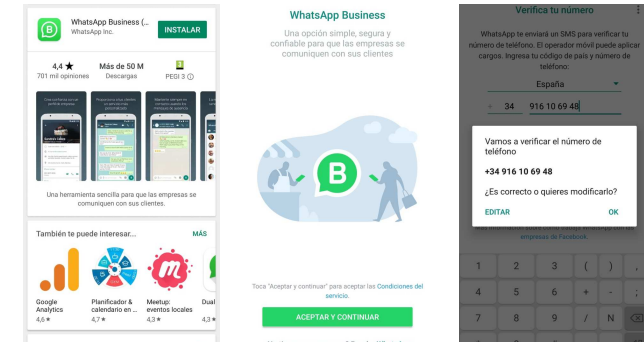 WhatsApp Business (...
WhatsApp Inc.
INSTALAR
4,4 ★
701 mil opiniones
Más de 50 M
Descargas
PEGI 3
Una herramienta sencilla para que las empresas se
comuniquen con sus clientes.
También te puede interesar...
MÁS
Google
Analytics
4,6 ★
Planificador &
calendario en ...
4,7 ★
Meetup:
eventos locales
4,3 ★
Dual
4,3 ★
WhatsApp Business
Una opción simple, segura y
confiable para que las empresas se
comuniquen con sus clientes
B
Toca "Aceptar y continuar" para aceptar las Condiciones del
servicio.
ACEPTAR Y CONTINUAR
Verifica tu número
WhatsApp te enviará un SMS para verificar tu
número de teléfono. El operador móvil puede aplicar
cargos. Ingresa tu código de país y número de
teléfono:
España
+ 34 916 10 69 48
Vamos a verificar el número de
teléfono
+34 916 10 69 48
¿Es correcto o quieres modificarlo?
EDITAR
OK
empresas de Facebook.
1 2 3 ( ) ,
4 5 6 + - ;
7 8 9 / N